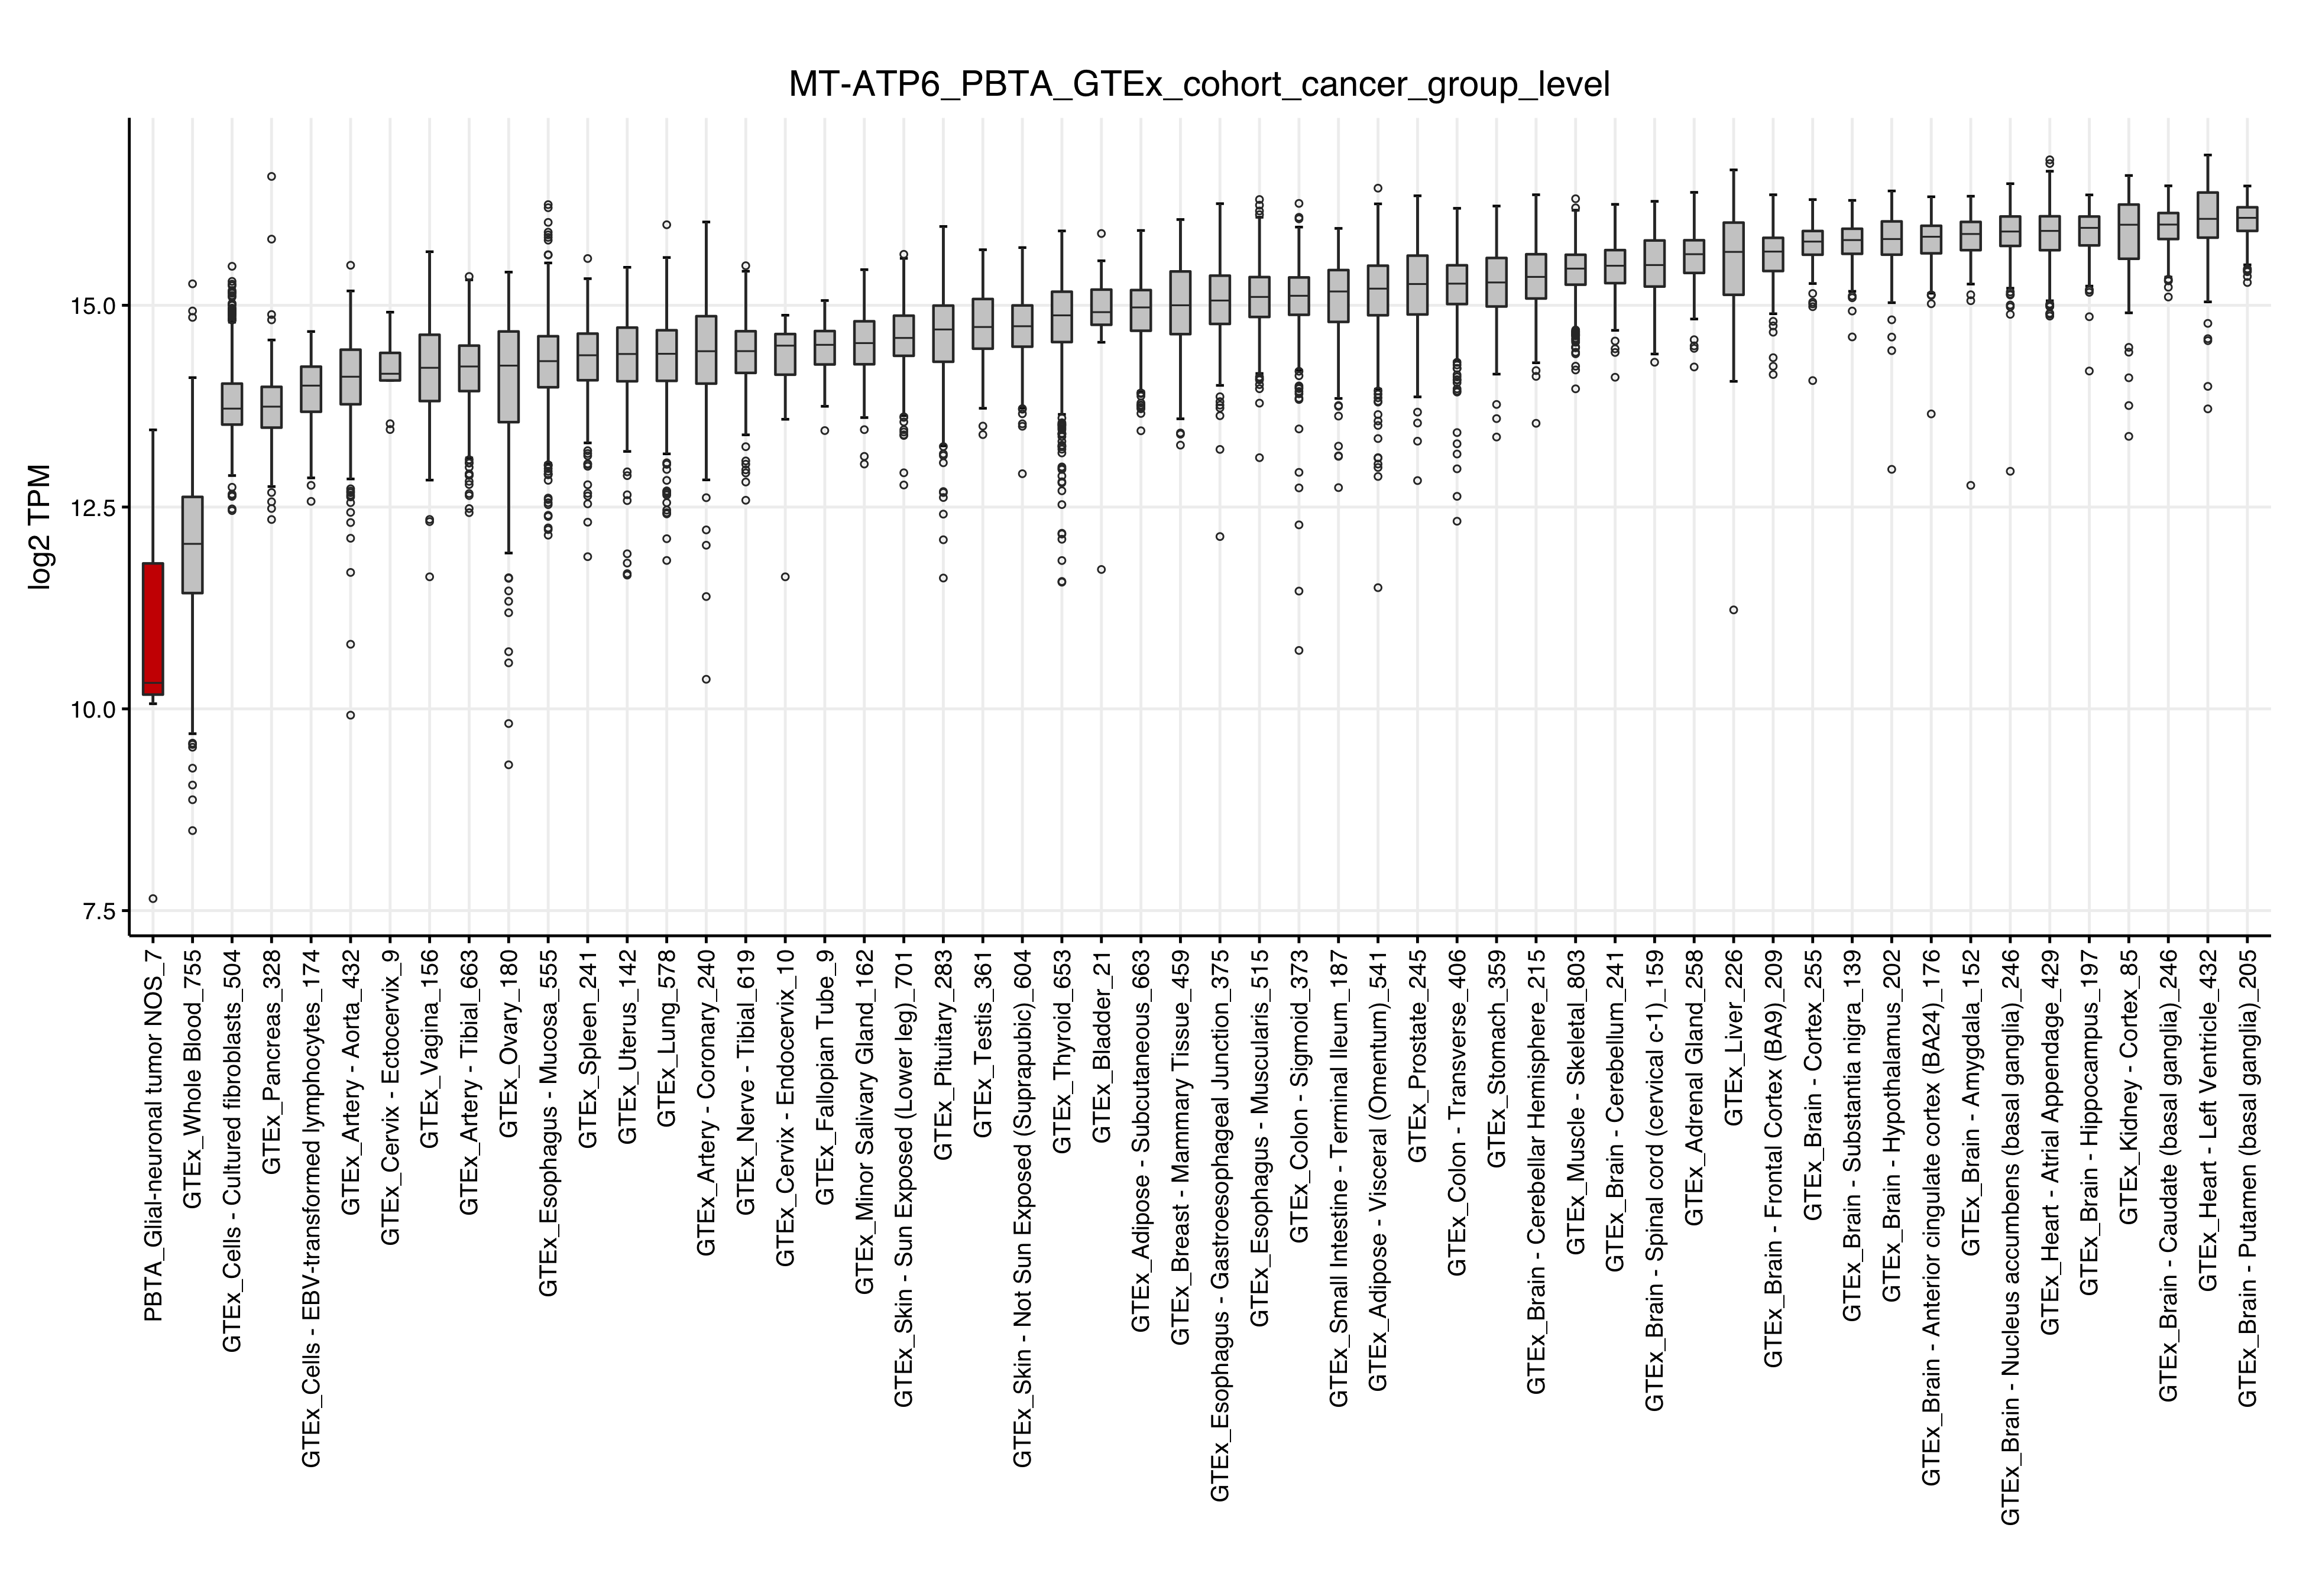 MT-ATP6_PBTA_GTEx_cohort_cancer_group_level
log2 TPM
15.0
12.5
10.0
7.5
PBTA_Glial-neuronal tumor NOS_7
GTEx_Whole Blood_755
GTEx_Cells - Cultured fibroblasts_504
GTEx_Pancreas_328
GTEx_Cells - EBV-transformed lymphocytes_174
GTEx_Artery - Aorta_432
GTEx_Cervix - Ectocervix_9
GTEx_Vagina_156
GTEx_Artery - Tibial_663
GTEx_Ovary_180
GTEx_Esophagus - Mucosa_555
GTEx_Spleen_241
GTEx_Uterus_142
GTEx_Lung_578
GTEx_Artery - Coronary_240
GTEx_Nerve - Tibial_619
GTEx_Cervix - Endocervix_10
GTEx_Fallopian Tube_9
GTEx_Minor Salivary Gland_162
GTEx_Skin - Sun Exposed (Lower leg)_701
GTEx_Pituitary_283
GTEx_Testis_361
GTEx_Skin - Not Sun Exposed (Suprapubic)_604
GTEx_Thyroid_653
GTEx_Bladder_21
GTEx_Adipose - Subcutaneous_663
GTEx_Breast - Mammary Tissue_459
GTEx_Esophagus - Gastroesophageal Junction_375
GTEx_Esophagus - Muscularis_515
GTEx_Colon - Sigmoid_373
GTEx_Small Intestine - Terminal Ileum_187
GTEx_Adipose - Visceral (Omentum)_541
GTEx_Prostate_245
GTEx_Colon - Transverse_406
GTEx_Stomach_359
GTEx_Brain - Cerebellar Hemisphere_215
GTEx_Muscle - Skeletal_803
GTEx_Brain - Cerebellum_241
GTEx_Brain - Spinal cord (cervical c-1)_159
GTEx_Adrenal Gland_258
GTEx_Liver_226
GTEx_Brain - Frontal Cortex (BA9)_209
GTEx_Brain - Cortex_255
GTEx_Brain - Substantia nigra_139
GTEx_Brain - Hypothalamus_202
GTEx_Brain - Anterior cingulate cortex (BA24)_176
GTEx_Brain - Amygdala_152
GTEx_Brain - Nucleus accumbens (basal ganglia)_246
GTEx_Heart - Atrial Appendage_429
GTEx_Brain - Hippocampus_197
GTEx_Kidney - Cortex_85
GTEx_Brain - Caudate (basal ganglia)_246
GTEx_Heart - Left Ventricle_432
GTEx_Brain - Putamen (basal ganglia)_205